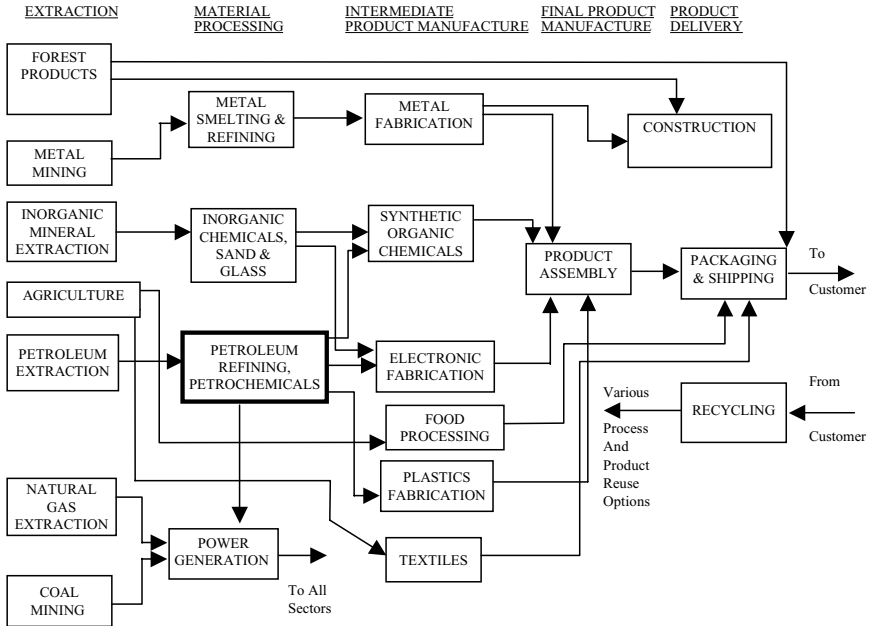 EXTRACTION
MATERIAL
PROCESSING
INTERMEDIATE
PRODUCT MANUFACTURE
FINAL PRODUCT
MANUFACTURE
PRODUCT
DELIVERY
FOREST
PRODUCTS
METAL
SMELTING &
REFINING
METAL
FABRICATION
CONSTRUCTION
METAL
MINING
INORGANIC
MINERAL
EXTRACTION
INORGANIC
CHEMICALS,
SAND &
GLASS
SYNTHETIC
ORGANIC
CHEMICALS
PRODUCT
ASSEMBLY
PACKAGING
& SHIPPING
To
Customer
AGRICULTURE
PETROLEUM
EXTRACTION
PETROLEUM
REFINING,
PETROCHEMICALS
ELECTRONIC
FABRICATION
FOOD
PROCESSING
Various
Process
And
Product
Reuse
Options
RECYCLING
From
Customer
PLASTICS
FABRICATION
NATURAL
GAS
EXTRACTION
POWER
GENERATION
To All
Sectors
TEXTILES
COAL
MINING